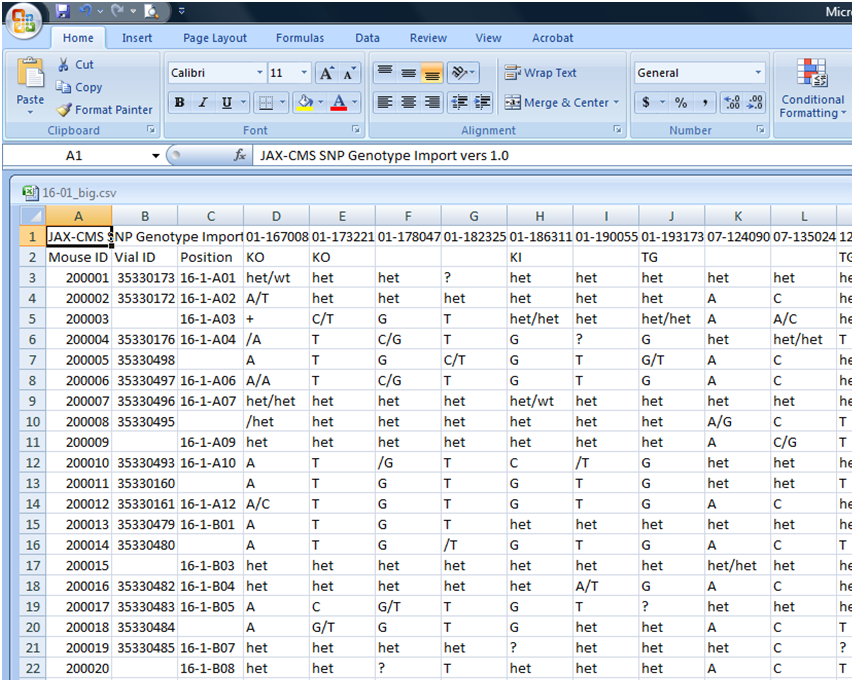 Micr
Home Insert Page Layout Formulas Data Review View Acrobat
Paste Cut Copy Format Painter Clipboard
Calibri 11 A A B I U A Font
Wrap Text Merge & Center Alignment
General $ % , .00 .00 Number
Conditional Formatting
A1 fx JAX-CMS SNP Genotype Import vers 1.0
16-01_big.csv
A B C D E F G H I J K L
1 JAX-CMS SNP Genotype Import 01-167008 01-173221 01-178047 01-182325 01-186311 01-190055 01-193173 07-124090 07-135024 12
2 Mouse ID Vial ID Position KO KO KI TG TG
3 200001 35330173 16-1-A01 het/wt het het ? het het het het het he
4 200002 35330172 16-1-A02 A/T het het het het het het A C he
5 200003 16-1-A03 + C/T G T het/het het het/het A A/C he
6 200004 35330176 16-1-A04 /A T C/G T G ? G het het/het T
7 200005 35330498 A T G C/T G T G/T A C he
8 200006 35330497 16-1-A06 A/A T C/G T G T G A C he
9 200007 35330496 16-1-A07 het/het het het het het/wt het het het het he
10 200008 35330495 /het het het het het het het A/G C T
11 200009 16-1-A09 het het het het het het het A C/G T
12 200010 35330493 16-1-A10 A T /G T C /T G het het he
13 200011 35330160 A T G T G T G het het T
14 200012 35330161 16-1-A12 A/C T G T G T G A C he
15 200013 35330479 16-1-B01 A T G T het het het het het he
16 200014 35330480 A T G /T G T G A C T
17 200015 16-1-B03 het het het het het het het het/het het he
18 200016 35330482 16-1-B04 het het het het het A/T G A C he
19 200017 35330483 16-1-B05 A C G/T T G T ? het het he
20 200018 35330484 A G/T G T G het het A C T
21 200019 35330485 16-1-B07 het het het het ? het het het C ?
22 200020 16-1-B08 het het ? T het het het A C T